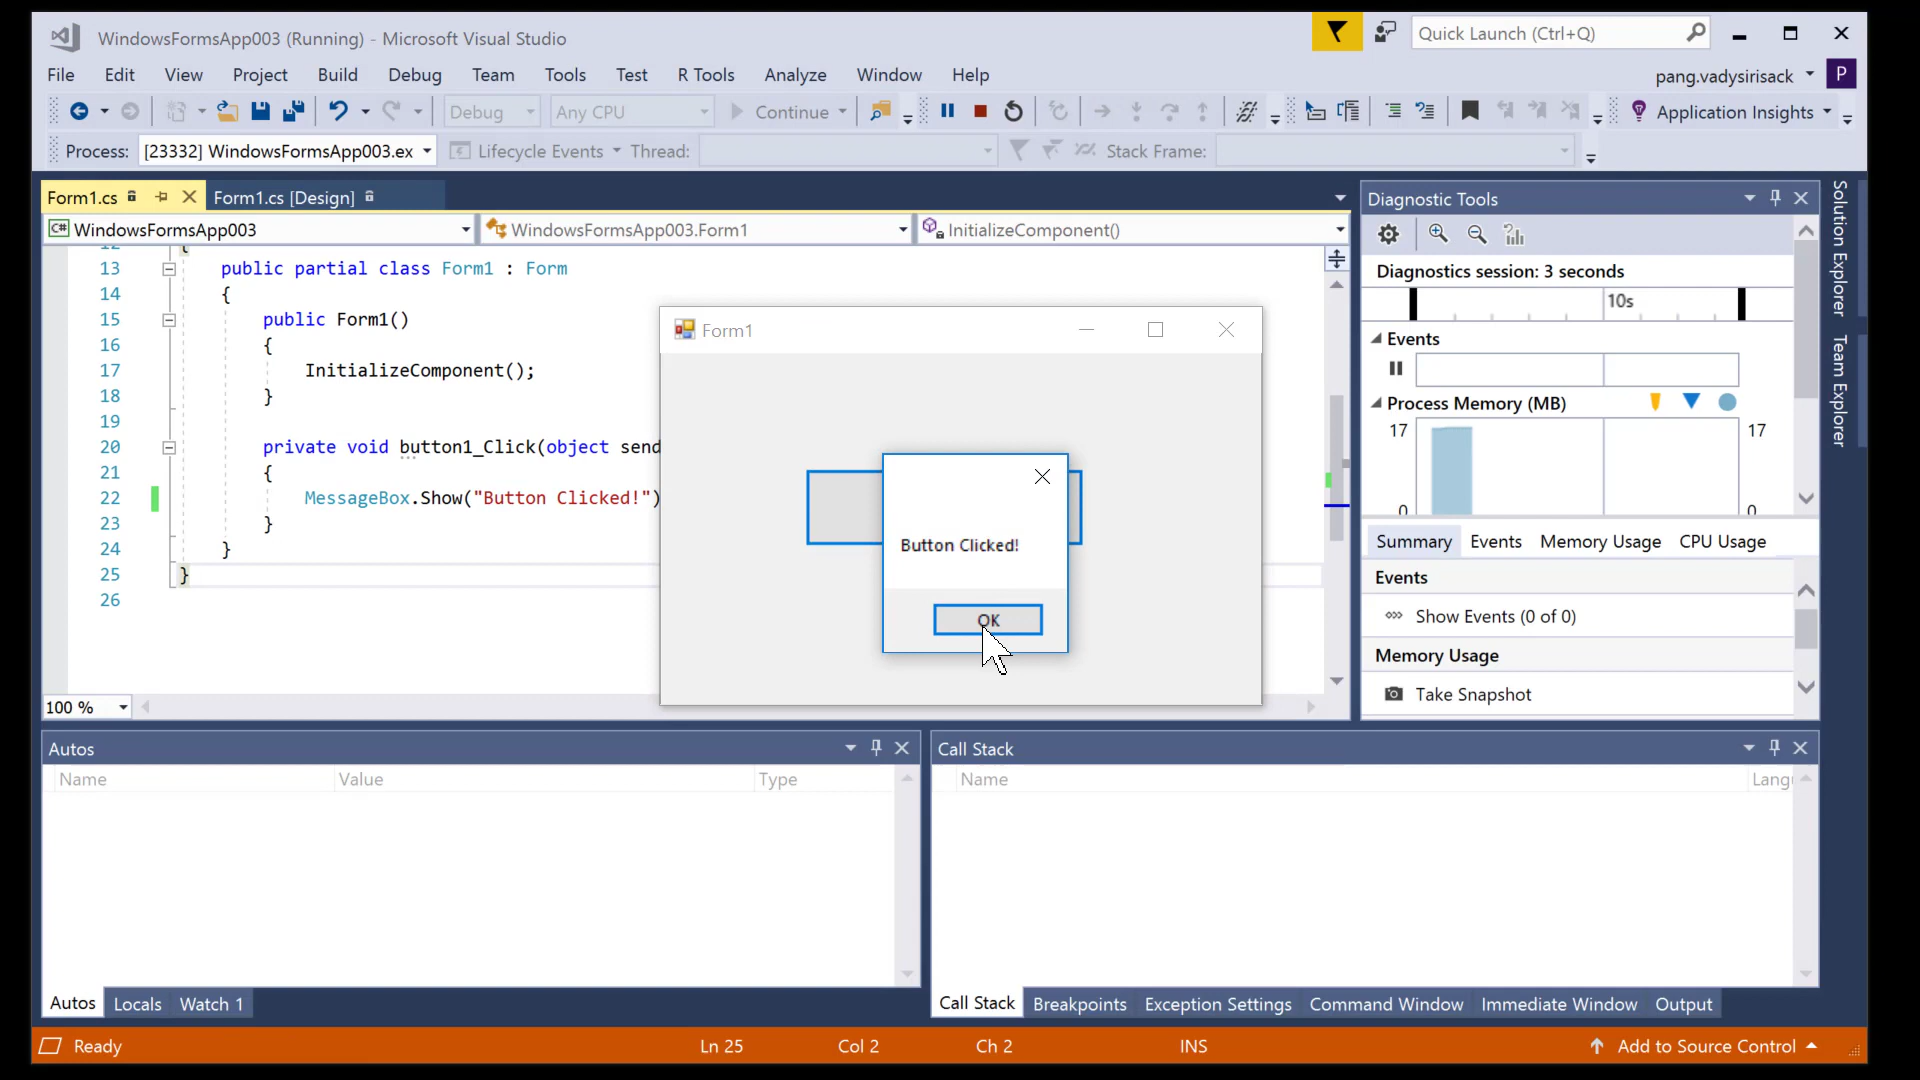 WindowsFormsApp003 (Running) - Microsoft Visual Studio
Quick Launch (Ctrl+Q)
File Edit View Project Build Debug Team Tools Test R Tools Analyze Window Help
pang.vadysirisack P
Debug Any CPU Continue Application Insights
Process: [23332] WindowsFormsApp003.ex Lifecycle Events Thread: Stack Frame:
Form1.cs Form1.cs [Design]
C# WindowsFormsApp003 WindowsFormsApp003.Form1 InitializeComponent()
12 {
13 public partial class Form1 : Form
14 {
15 public Form1()
16 {
17 InitializeComponent();
18 }
19
20 private void button1_Click(object send
21 {
22 MessageBox.Show("Button Clicked!")
23 }
24 }
25 }
26
100 %
Form1
Button Clicked!
OK
Diagnostic Tools
Diagnostics session: 3 seconds
10s
Events
Process Memory (MB)
17 17
0 0
Summary Events Memory Usage CPU Usage
Events
Show Events (0 of 0)
Memory Usage
Take Snapshot
Solution Explorer
Team Explorer
Autos
Name Value Type
Autos Locals Watch 1
Call Stack
Name Lang
Call Stack Breakpoints Exception Settings Command Window Immediate Window Output
Ready Ln 25 Col 2 Ch 2 INS Add to Source Control